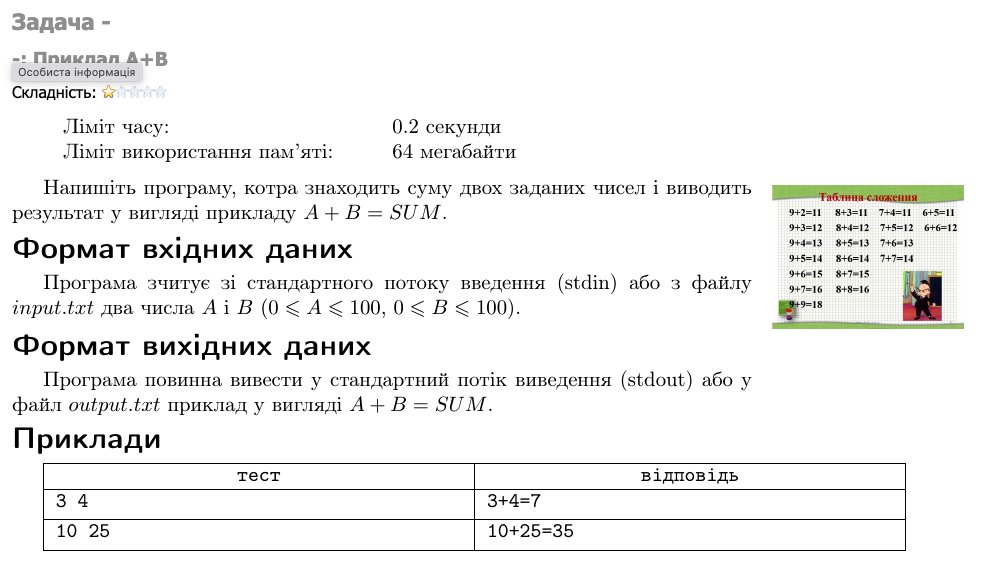 Задача -
-: Приклад A+B
Особиста інформація
Складність:
Ліміт часу: 0.2 секунди
Ліміт використання пам'яті: 64 мегабайти
Напишіть програму, котра знаходить суму двох заданих чисел і виводить
результат у вигляді прикладу A + B = SUM.
Таблица сложения
9+2=11 8+3=11 7+4=11 6+5=11
9+3=12 8+4=12 7+5=12 6+6=12
9+4=13 8+5=13 7+6=13
9+5=14 8+6=14 7+7=14
9+6=15 8+7=15
9+7=16 8+8=16
9+9=18
Формат вхідних даних
Програма зчитує зі стандартного потоку введення (stdin) або з файлу
input.txt два числа A і B (0 ⩽ A ⩽ 100, 0 ⩽ B ⩽ 100).
Формат вихідних даних
Програма повинна вивести у стандартний потік виведення (stdout) або у
файл output.txt приклад у вигляді A + B = SUM.
Приклади
тест відповідь
3 4 3+4=7
10 25 10+25=35